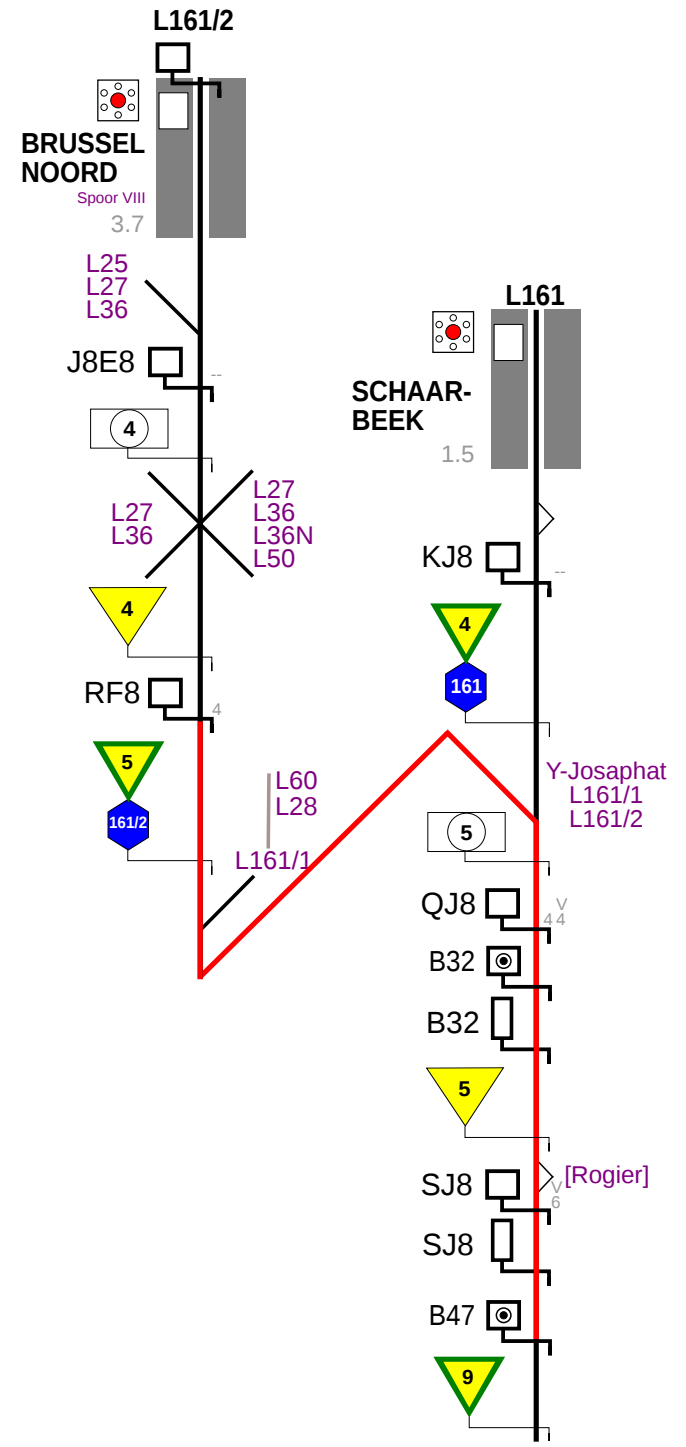 L161/2
BRUSSEL
NOORD
Spoor VIII
3.7
L25
L27
L36
J8E8
--
4
L27
L36
L27
L36
L36N
L50
4
RF8
4
5
161/2
L60
L28
L161/1
L161
SCHAAR-
BEEK
1.5
KJ8
--
4
161
Y-Josaphat
L161/1
L161/2
5
QJ8
V
4 4
B32
B32
5
[Rogier]
SJ8
V
6
SJ8
B47
9